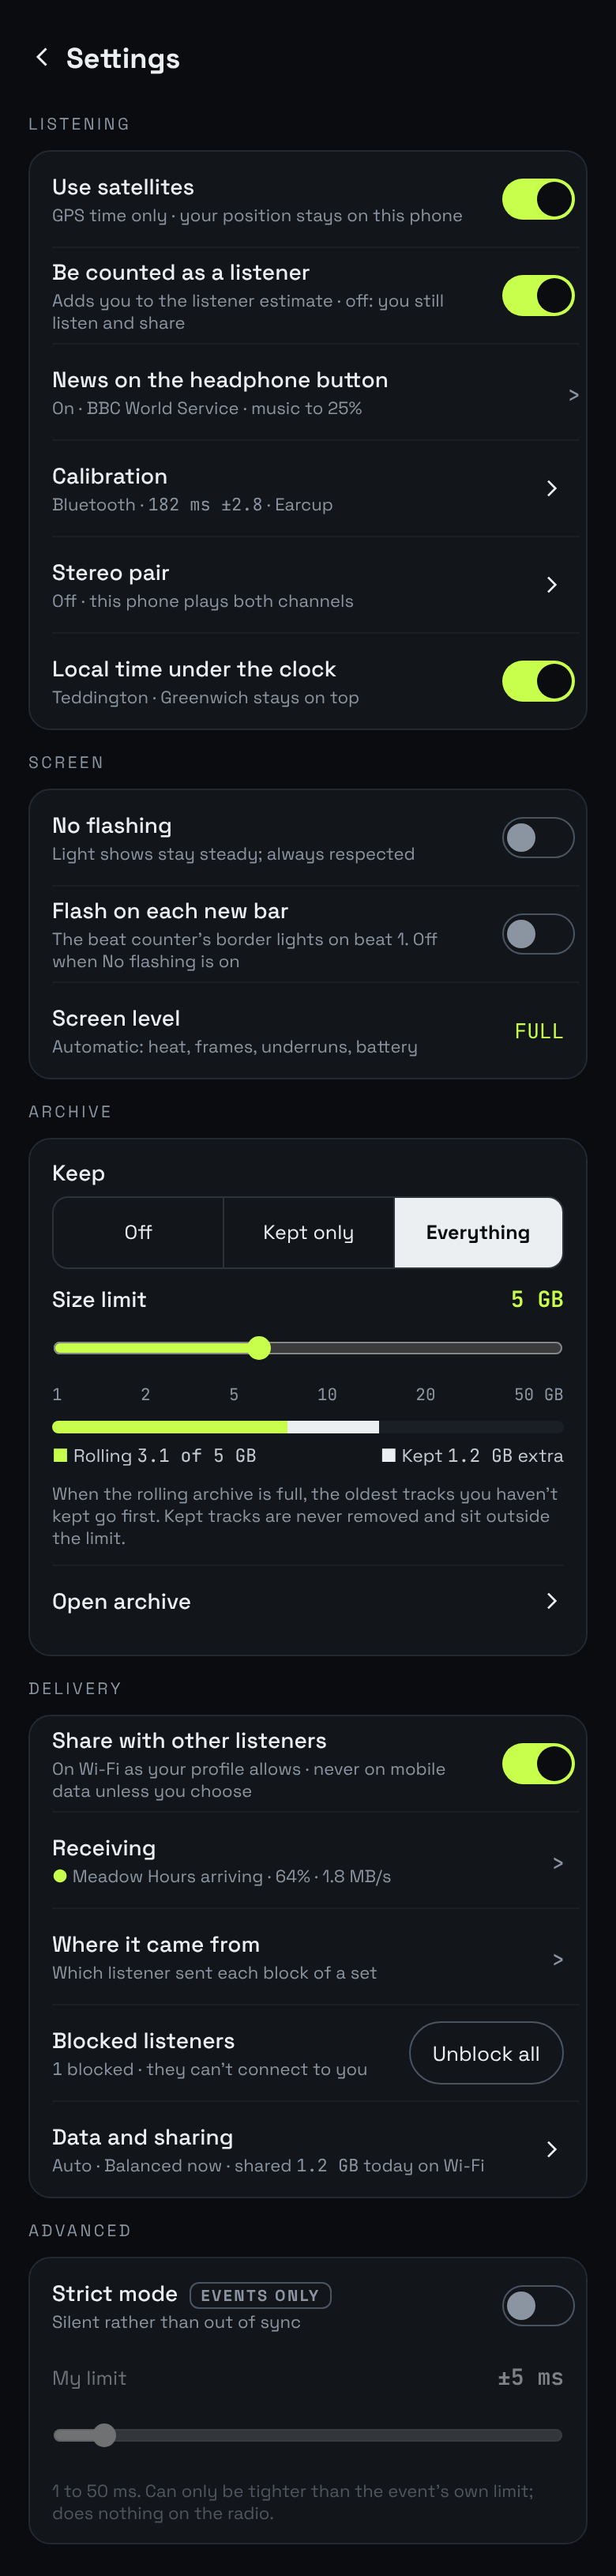 Settings
LISTENING
Use satellites
GPS time only · your position stays on this phone
Be counted as a listener
Adds you to the listener estimate · off: you still
listen and share
News on the headphone button
On · BBC World Service · music to 25%
>
Calibration
Bluetooth · 182 ms ±2.8 · Earcup
Stereo pair
Off · this phone plays both channels
Local time under the clock
Teddington · Greenwich stays on top
SCREEN
No flashing
Light shows stay steady; always respected
Flash on each new bar
The beat counter's border lights on beat 1. Off
when No flashing is on
Screen level
FULL
Automatic: heat, frames, underruns, battery
ARCHIVE
Keep
Off Kept only Everything
Size limit 5 GB
1 2 5 10 20 50 GB
Rolling 3.1 of 5 GB Kept 1.2 GB extra
When the rolling archive is full, the oldest tracks you haven't
kept go first. Kept tracks are never removed and sit outside
the limit.
Open archive
DELIVERY
Share with other listeners
On Wi-Fi as your profile allows · never on mobile
data unless you choose
Receiving
Meadow Hours arriving · 64% · 1.8 MB/s
>
Where it came from
Which listener sent each block of a set
>
Blocked listeners
1 blocked · they can't connect to you
Unblock all
Data and sharing
Auto · Balanced now · shared 1.2 GB today on Wi-Fi
ADVANCED
Strict mode EVENTS ONLY
Silent rather than out of sync
My limit ±5 ms
1 to 50 ms. Can only be tighter than the event's own limit;
does nothing on the radio.